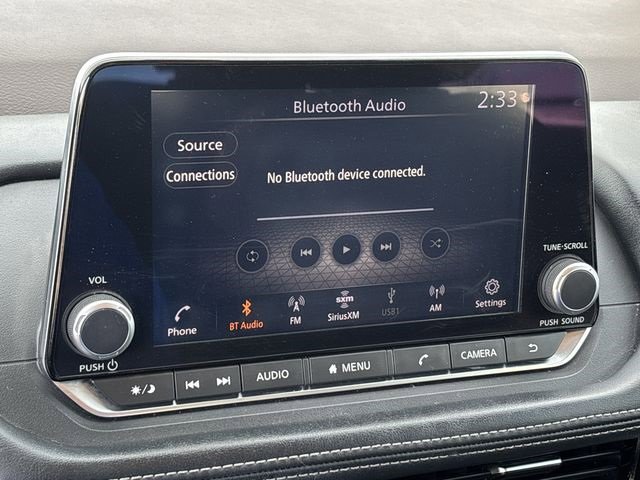 Bluetooth Audio 2:33
Source
Connections
No Bluetooth device connected.
TUNE·SCROLL
VOL
sxm
Phone BT Audio FM SiriusXM USB1 AM Settings
PUSH SOUND
PUSH
AUDIO MENU CAMERA